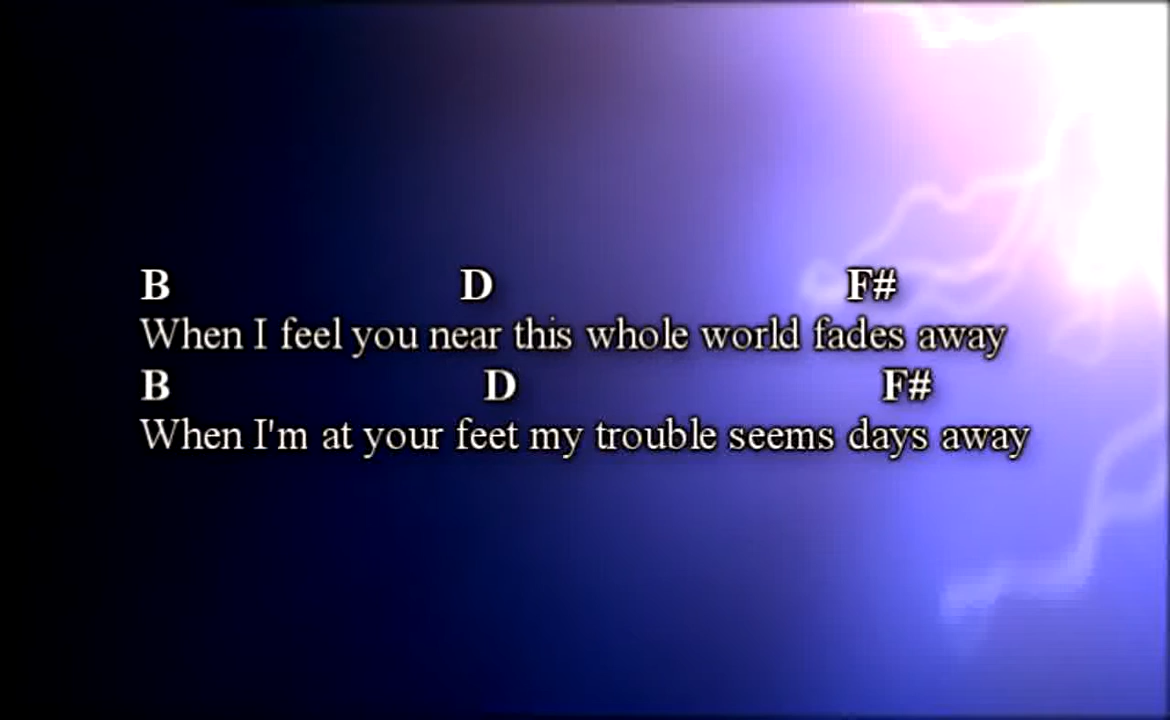 B D F#
When I feel you near this whole world fades away
B D F#
When I'm at your feet my trouble seems days away